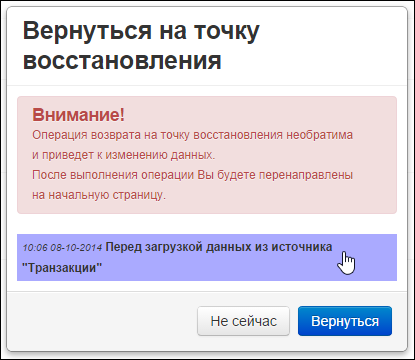 Вернуться на точку
восстановления
Внимание!
Операция возврата на точку восстановления необратима
и приведет к изменению данных.
После выполнения операции Вы будете перенаправлены
на начальную страницу.
10:06 08-10-2014 Перед загрузкой данных из источника
"Транзакции"
Не сейчас
Вернуться